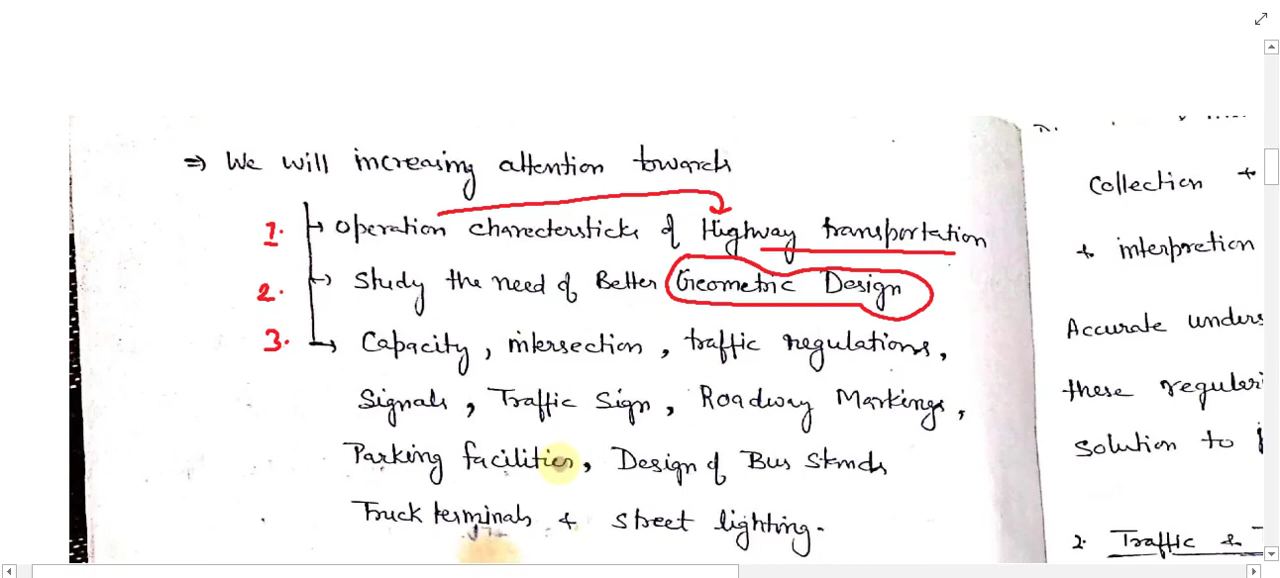 ⇒ We will increasing attention towards
1. → Operation charecterstick of Highway transportation
2. → Study the need of Better Geometric Design
3. → Capacity, intersection, traffic regulations,
Signals, Traffic Sign, Roadway Markings,
Parking facilities, Design of Bus Stands
Truck terminals + street lighting.
Collection +
+ interpretion
Accurate unders
these regulari
solution to
2. Traffic &